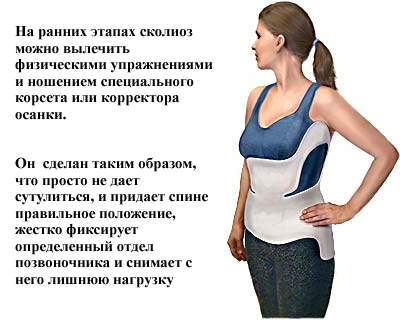 На ранних этапах сколиоз
можно вылечить
физическими упражнениями
и ношением специального
корсета или корректора
осанки.
Он сделан таким образом,
что просто не дает
сутулиться, и придает спине
правильное положение,
жестко фиксирует
определенный отдел
позвоночника и снимает с
него лишнюю нагрузку